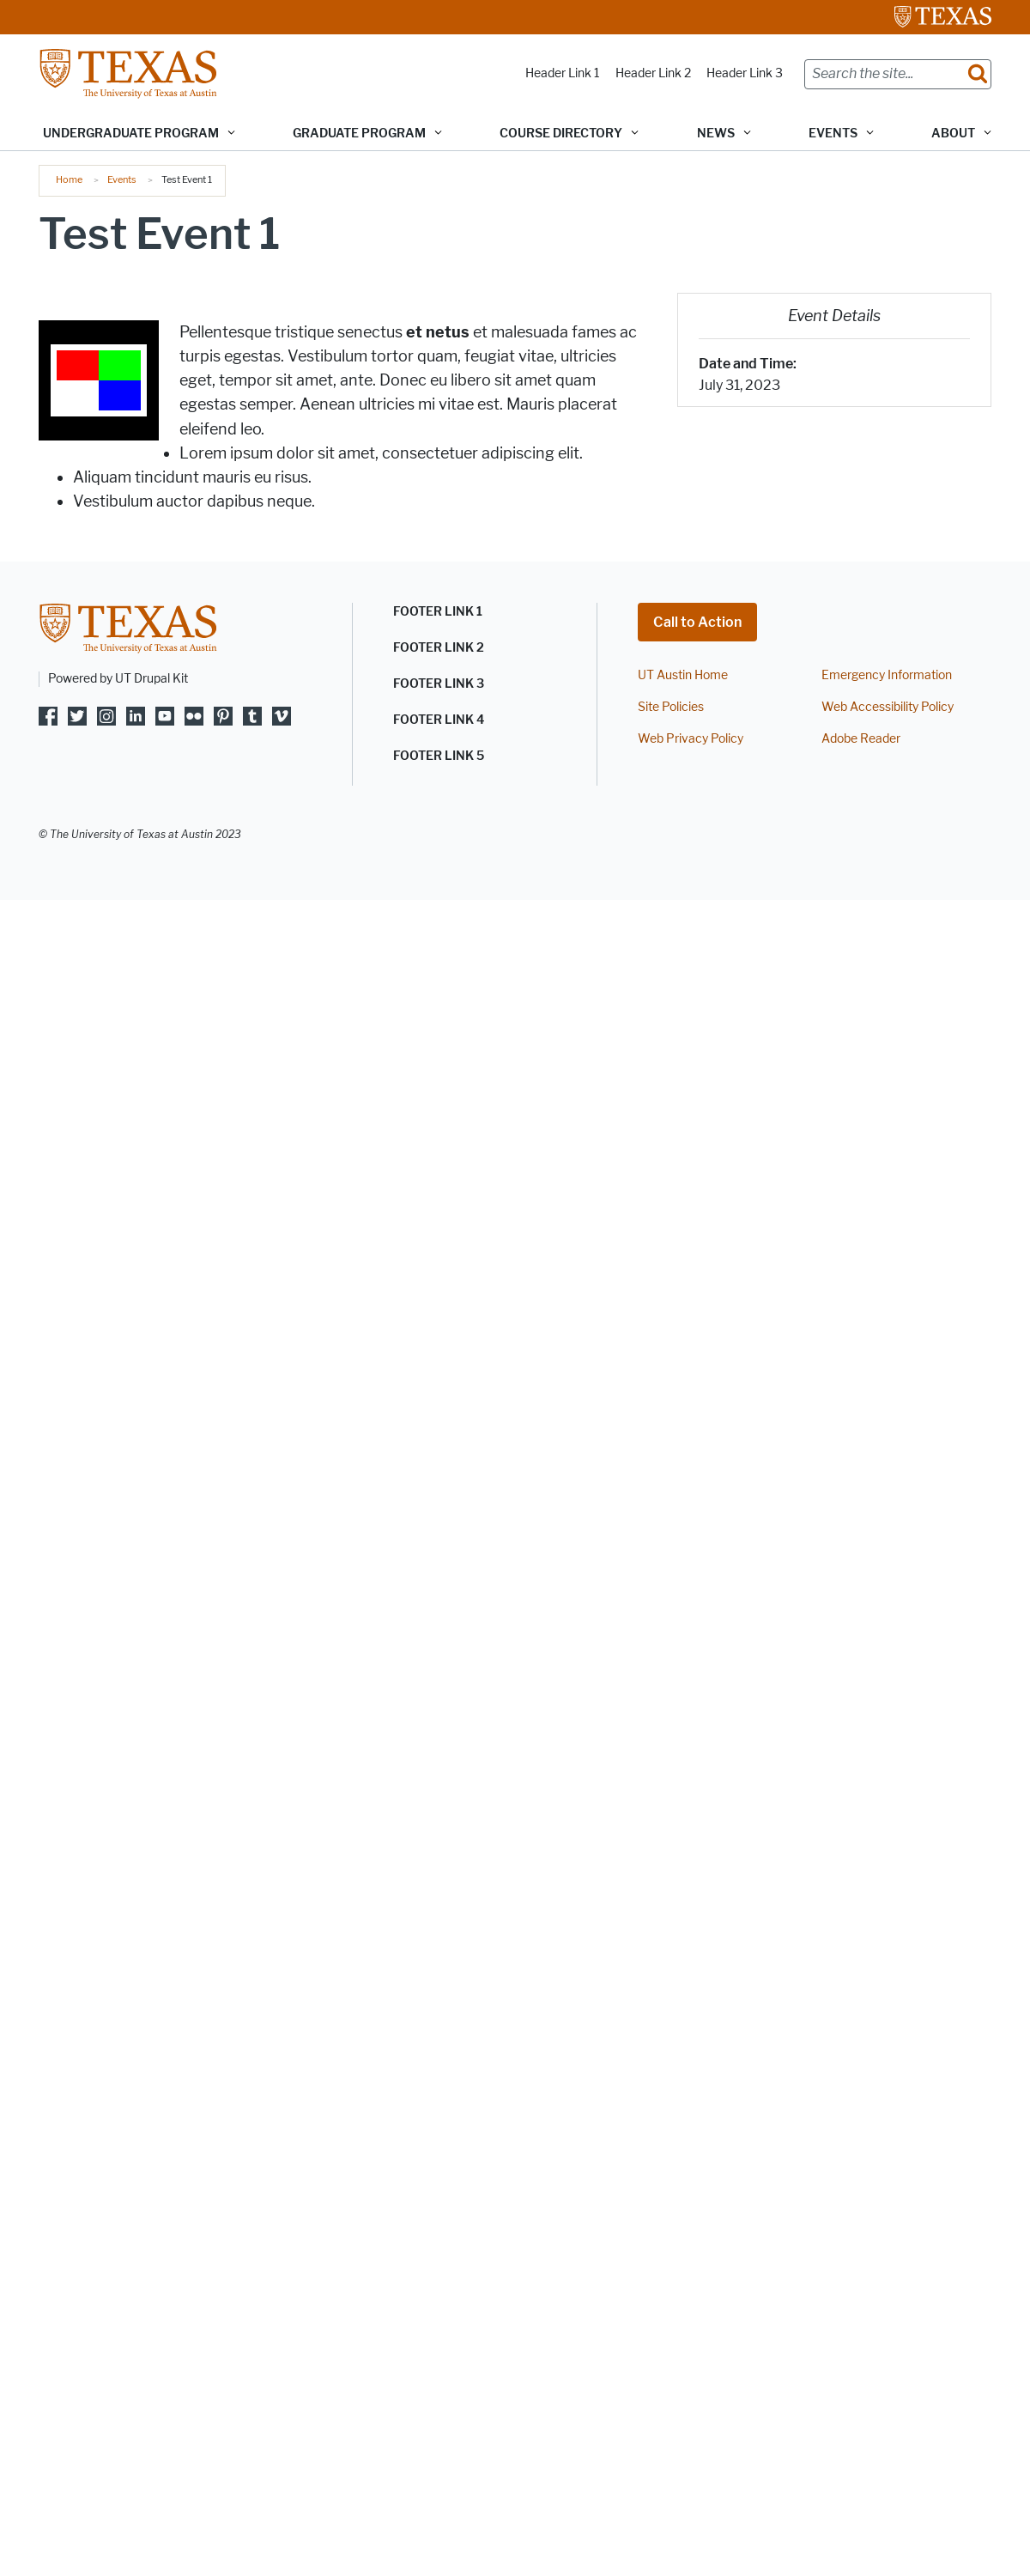 TEXAS
TEXAS
The University of Texas at Austin
Header Link 1 Header Link 2 Header Link 3 Search the site...
UNDERGRADUATE PROGRAM GRADUATE PROGRAM COURSE DIRECTORY NEWS EVENTS ABOUT
Home > Events > Test Event 1
Test Event 1
Pellentesque tristique senectus et netus et malesuada fames ac
turpis egestas. Vestibulum tortor quam, feugiat vitae, ultricies
eget, tempor sit amet, ante. Donec eu libero sit amet quam
egestas semper. Aenean ultricies mi vitae est. Mauris placerat
eleifend leo.
• Lorem ipsum dolor sit amet, consectetuer adipiscing elit.
• Aliquam tincidunt mauris eu risus.
• Vestibulum auctor dapibus neque.
Event Details
Date and Time:
July 31, 2023
TEXAS
The University of Texas at Austin
Powered by UT Drupal Kit
FOOTER LINK 1
FOOTER LINK 2
FOOTER LINK 3
FOOTER LINK 4
FOOTER LINK 5
Call to Action
UT Austin Home
Site Policies
Web Privacy Policy
Emergency Information
Web Accessibility Policy
Adobe Reader
© The University of Texas at Austin 2023